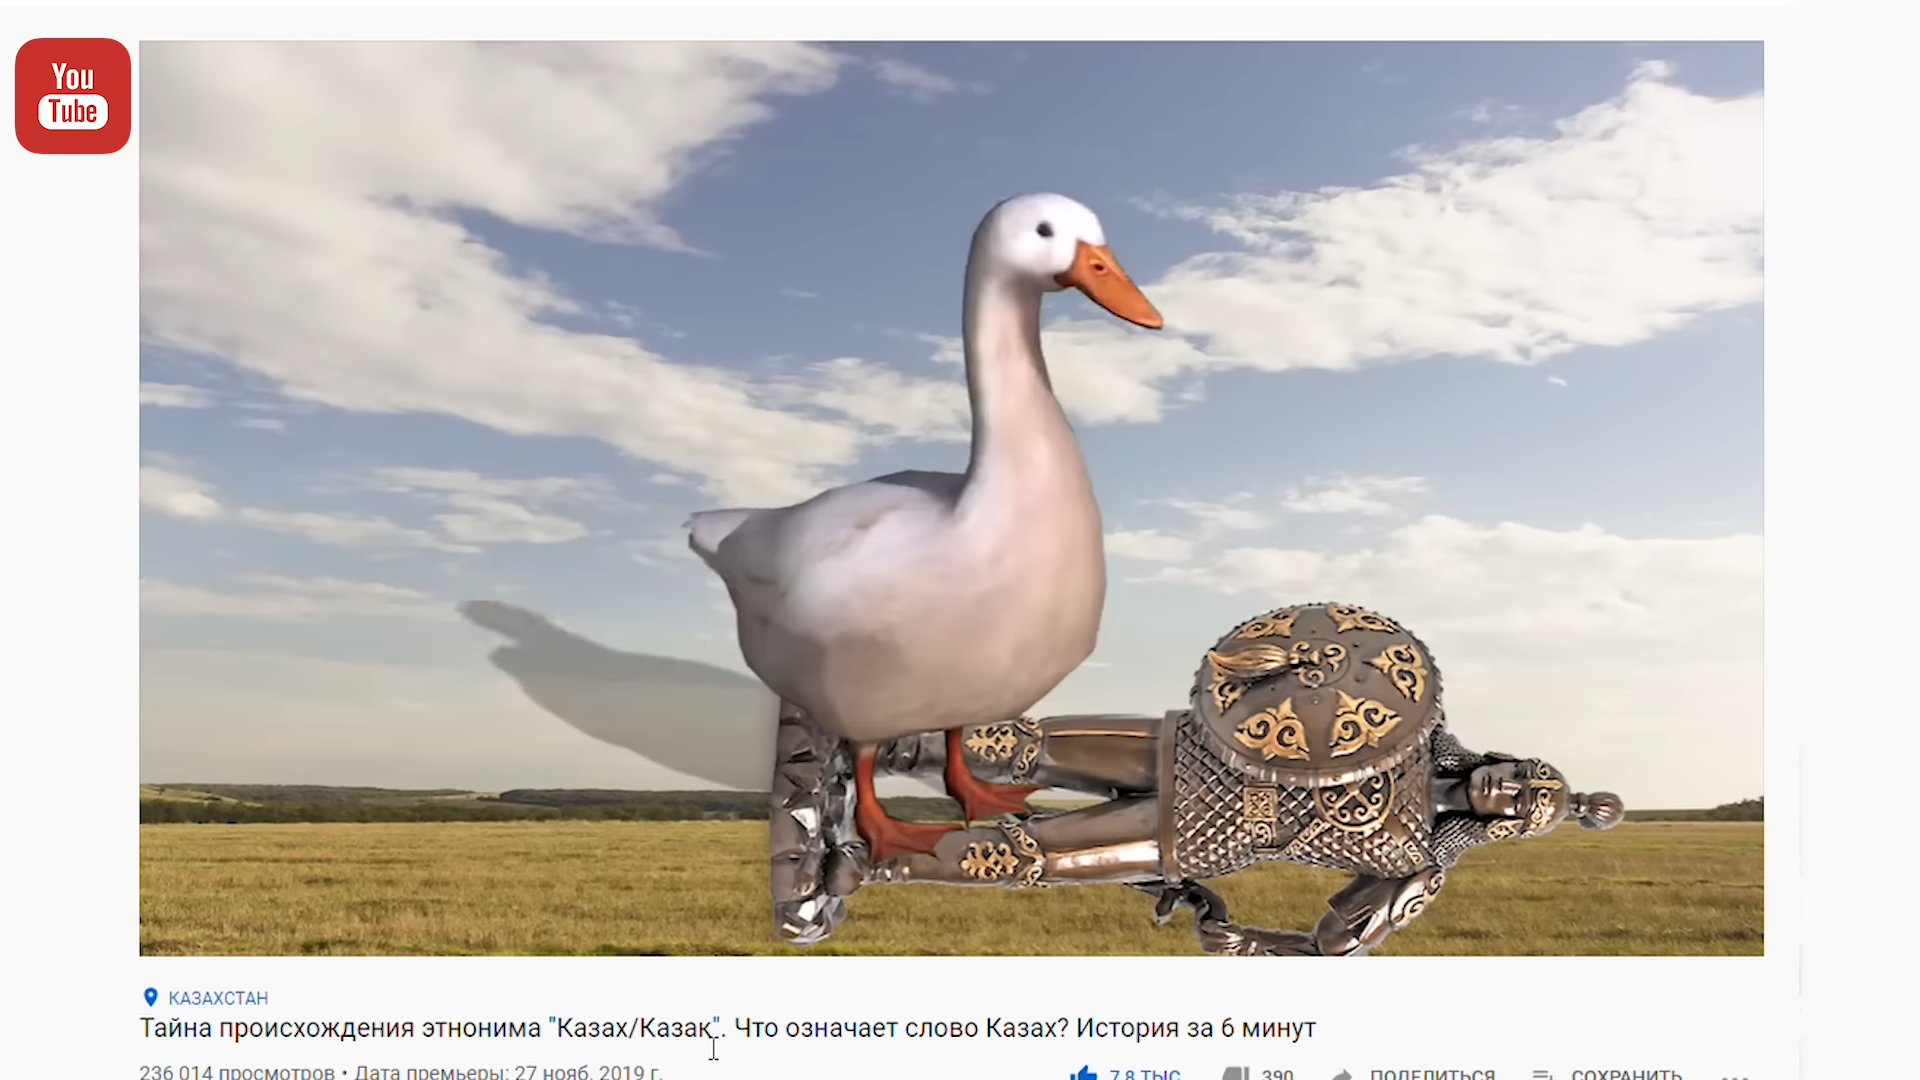 You
Tube
КАЗАХСТАН
Тайна происхождения этнонима "Казах/Казак". Что означает слово Казах? История за 6 минут
236 014 просмотров • Дата премьеры: 27 нояб. 2019 г. 7,8 ТЫС. 390 ПОДЕЛИТЬСЯ СОХРАНИТЬ